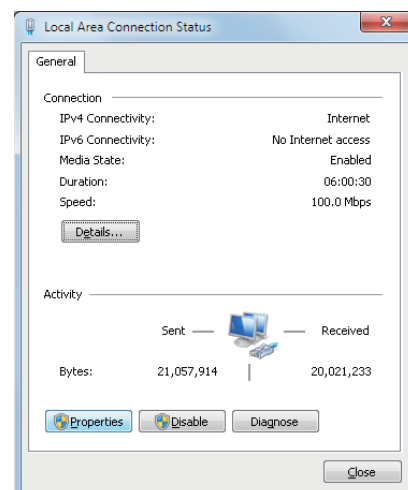 Local Area Connection Status
General
Connection
IPv4 Connectivity: Internet
IPv6 Connectivity: No Internet access
Media State: Enabled
Duration: 06:00:30
Speed: 100.0 Mbps
Details...
Activity
Sent Received
Bytes: 21,057,914 20,021,233
Properties Disable Diagnose
Close